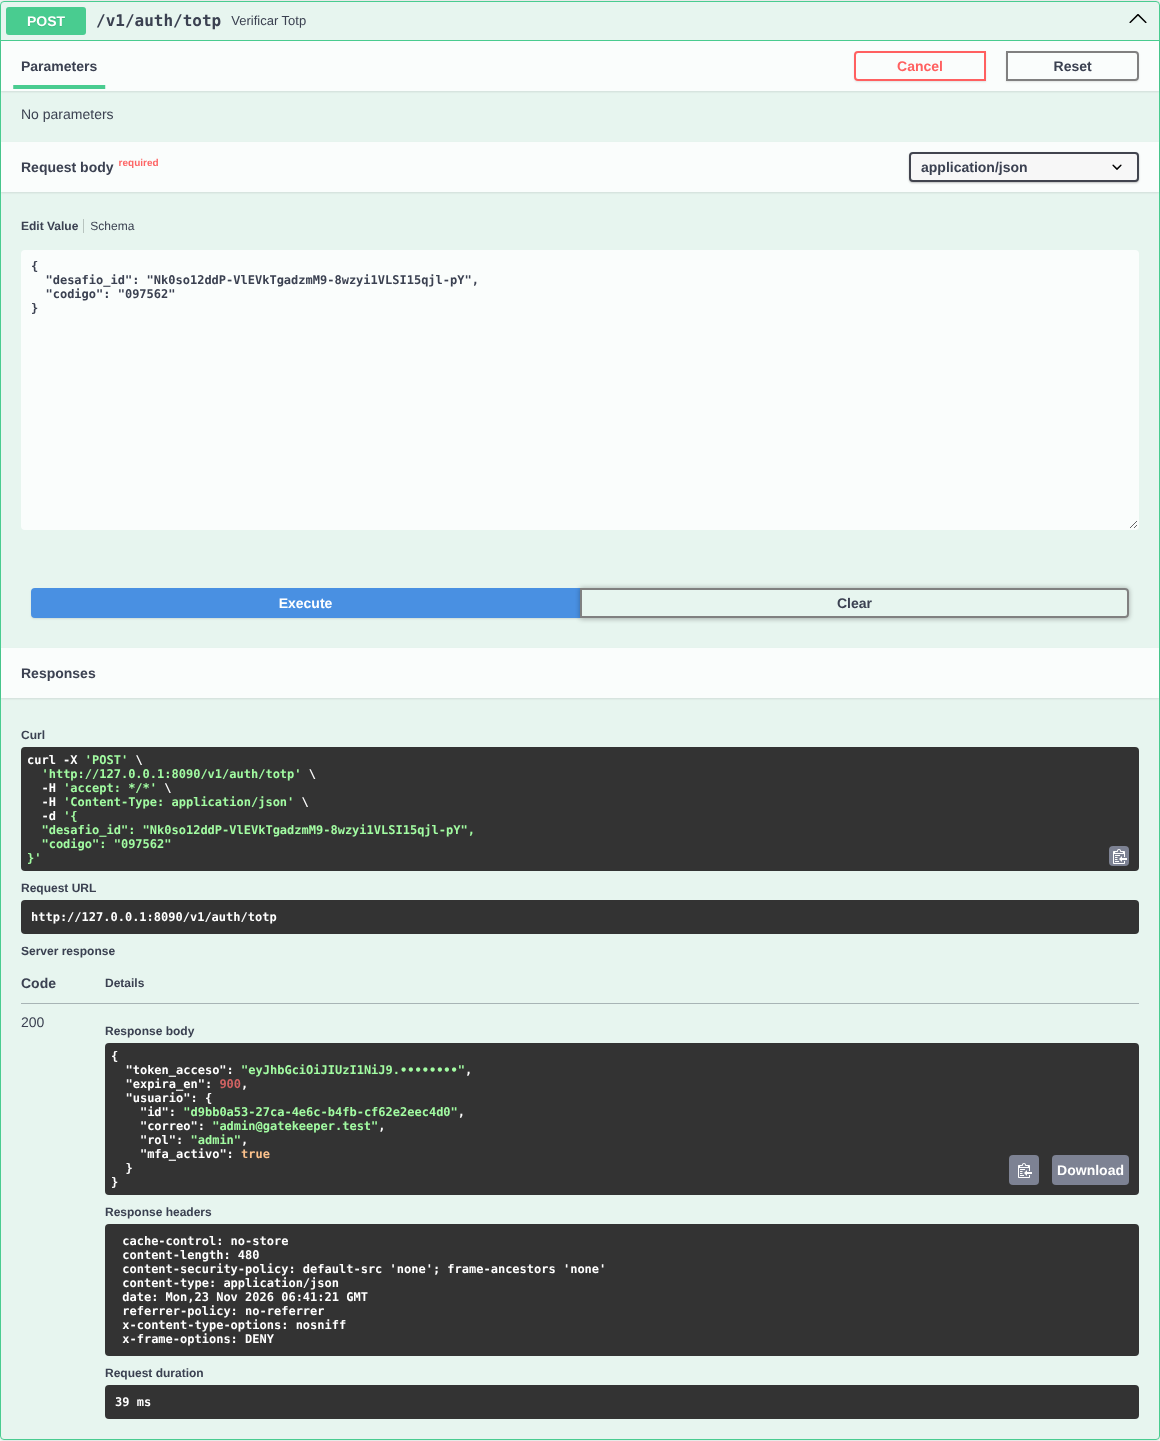 POST /v1/auth/totp Verificar Totp
Parameters
Cancel
Reset
No parameters
Request body required
application/json
Edit Value Schema
{
  "desafio_id": "Nk0so12ddP-VlEVkTgadzmM9-8wzyi1VLSI15qjl-pY",
  "codigo": "097562"
}
Execute
Clear
Responses
Curl
curl -X 'POST' \
  'http://127.0.0.1:8090/v1/auth/totp' \
  -H 'accept: */*' \
  -H 'Content-Type: application/json' \
  -d '{
  "desafio_id": "Nk0so12ddP-VlEVkTgadzmM9-8wzyi1VLSI15qjl-pY",
  "codigo": "097562"
}'
Request URL
http://127.0.0.1:8090/v1/auth/totp
Server response
Code Details
200
Response body
{
  "token_acceso": "eyJhbGciOiJIUzI1NiJ9.••••••••",
  "expira_en": 900,
  "usuario": {
    "id": "d9bb0a53-27ca-4e6c-b4fb-cf62e2eec4d0",
    "correo": "admin@gatekeeper.test",
    "rol": "admin",
    "mfa_activo": true
  }
}
Download
Response headers
cache-control: no-store
content-length: 480
content-security-policy: default-src 'none'; frame-ancestors 'none'
content-type: application/json
date: Mon,23 Nov 2026 06:41:21 GMT
referrer-policy: no-referrer
x-content-type-options: nosniff
x-frame-options: DENY
Request duration
39 ms